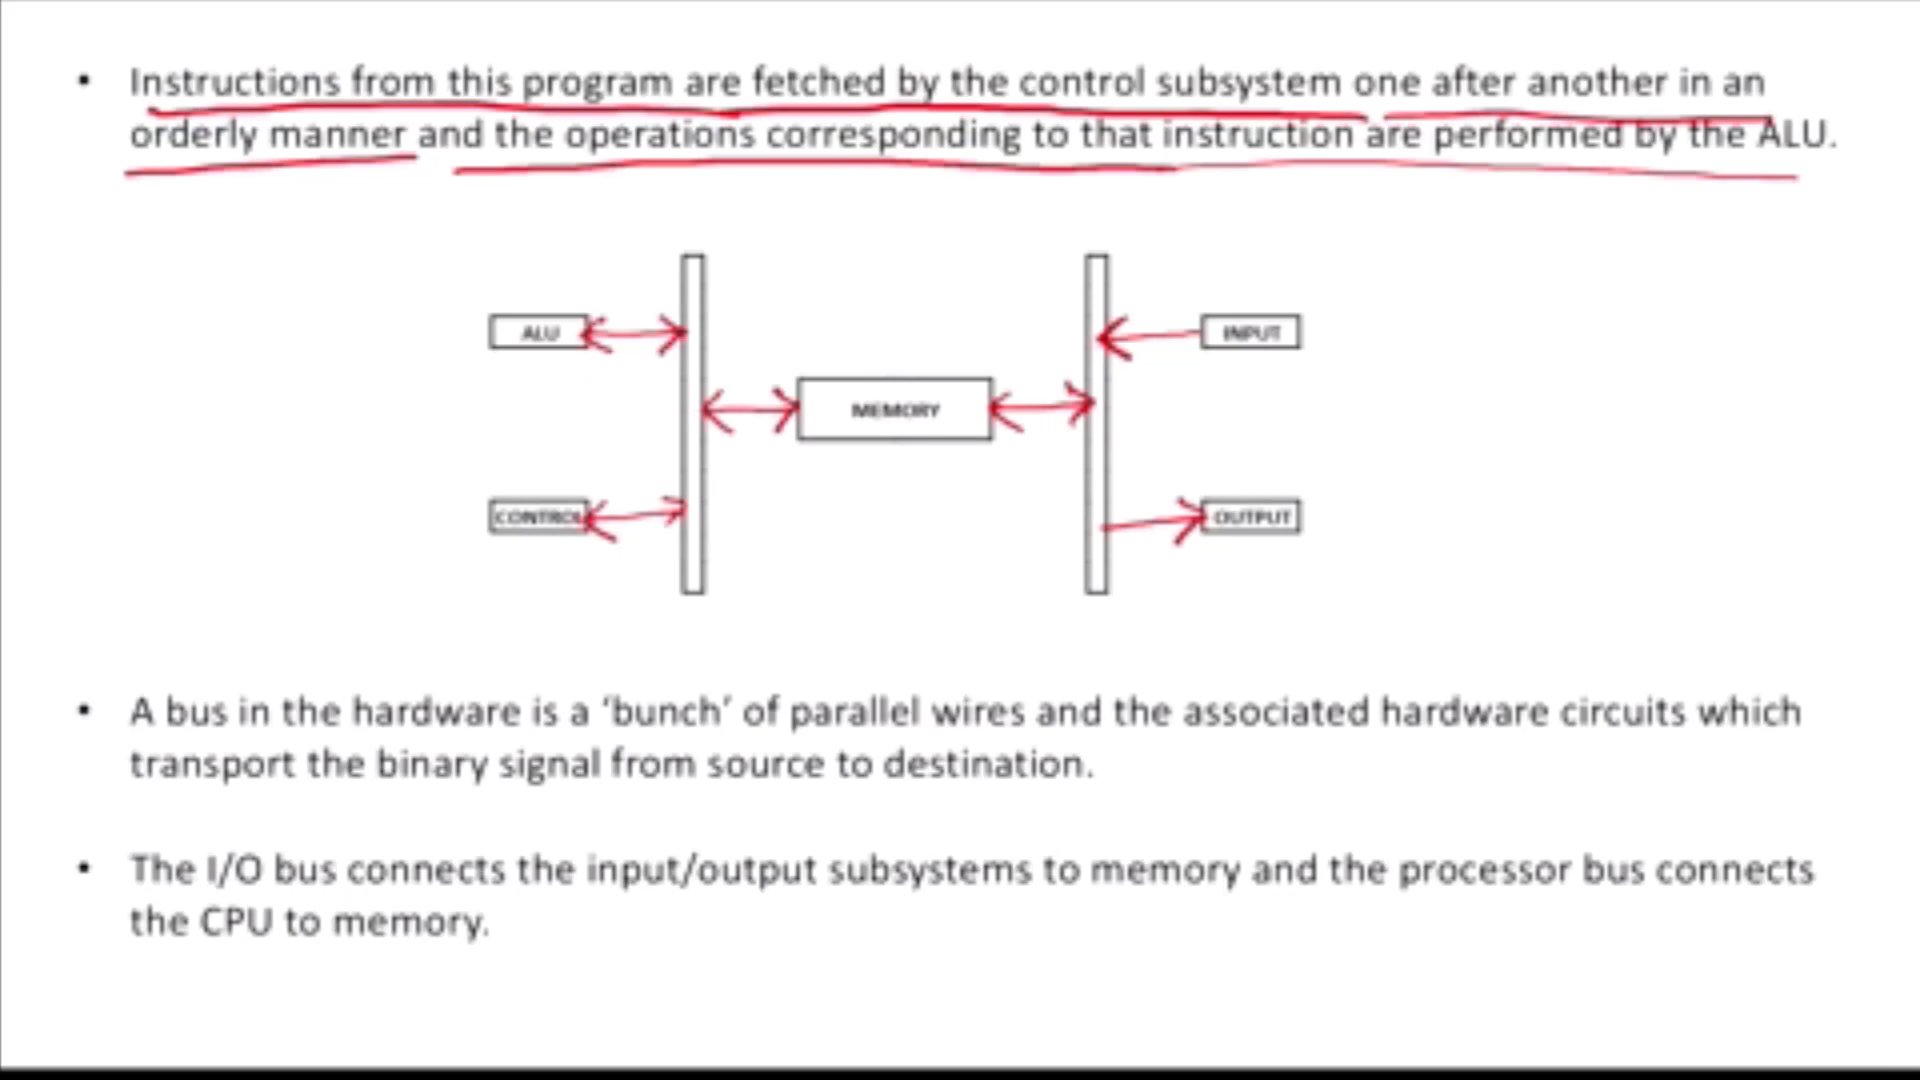 • Instructions from this program are fetched by the control subsystem one after another in an
orderly manner and the operations corresponding to that instruction are performed by the ALU.
ALU
INPUT
MEMORY
CONTROL
OUTPUT
• A bus in the hardware is a ‘bunch’ of parallel wires and the associated hardware circuits which
transport the binary signal from source to destination.
• The I/O bus connects the input/output subsystems to memory and the processor bus connects
the CPU to memory.